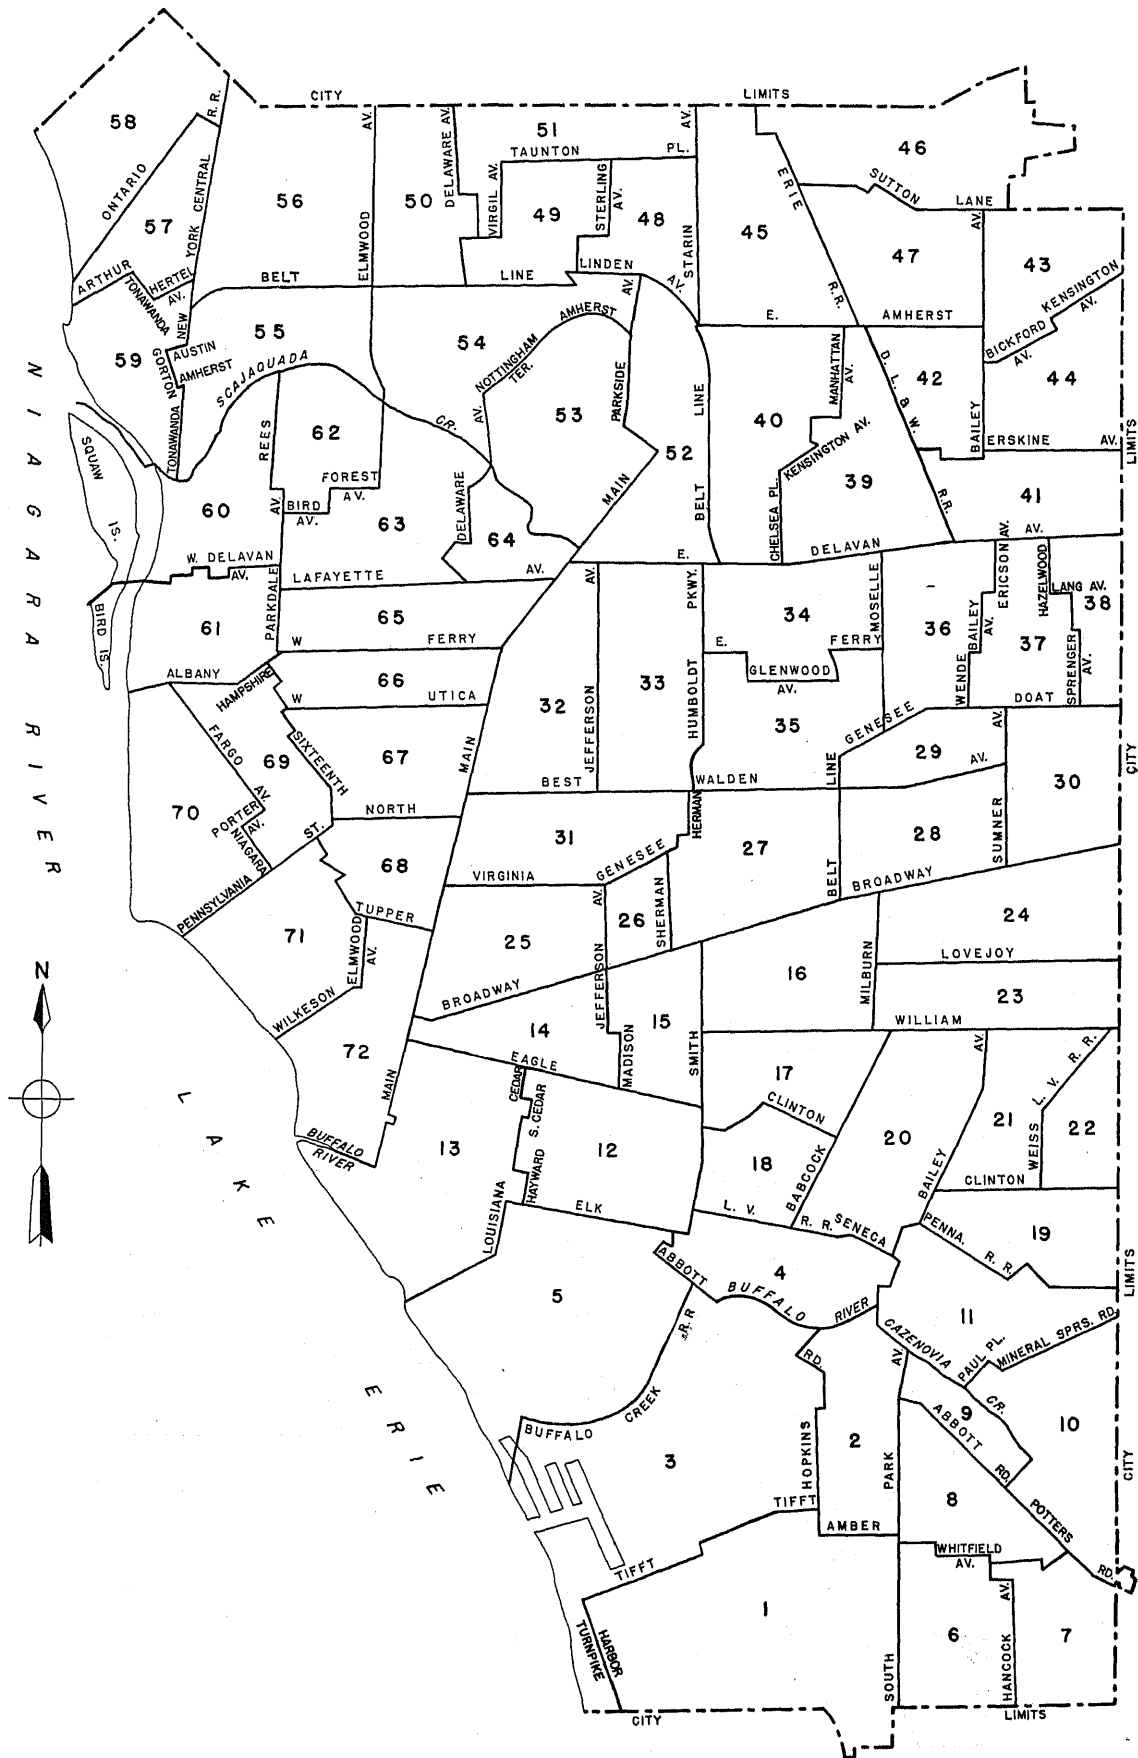 CITY
LIMITS
58
R. R.
AV.
DELAWARE AV.
51
TAUNTON
PL.
AV.
46
ONTARIO
YORK CENTRAL
56
50
VIRGIL AV.
49
STERLING AV.
48
STARIN
45
ERIE
SUTTON
LANE
57
ELMWOOD
47
AV.
43
ARTHUR
HERTEL
AV.
BELT
LINE
LINDEN
AV.
R.R.
KENSINGTON
AV.
TONAWANDA
NEW
55
54
AMHERST
AV.
E.
AMHERST
BICKFORD
AV.
59
GORTON
AUSTIN
AMHERST
SCAJAQUADA
CR.
NOTTINGHAM
TER.
AV.
PARKSIDE
MANHATTAN
AV.
D. L. & W.
R.R.
42
44
TONAWANDA
REES
AV.
62
53
LINE
BELT
52
40
KENSINGTON AV.
BAILEY
ERSKINE
AV.
LIMITS
SQUAW
IS.
60
FOREST
AV.
BIRD
AV.
63
DELAWARE
64
MAIN
CHELSEA PL.
39
41
W. DELAVAN
AV.
LAFAYETTE
AV.
E.
DELAVAN
AV.
BIRD
IS.
61
PARKDALE
65
W
FERRY
AV.
PKWY.
34
E.
FERRY
MOSELLE
36
BAILEY
AV.
ERICSON AV.
HAZELWOOD
LANG AV.
38
37
ALBANY
HAMPSHIRE
66
W
UTICA
32
JEFFERSON
33
HUMBOLDT
GLENWOOD
AV.
35
WENDE
SPRENGER
AV.
DOAT
FARGO
AV.
69
SIXTEENTH
67
MAIN
GENESEE
29
AV.
AV.
30
CITY
NIAGARA RIVER
70
PORTER
AV.
NIAGARA
ST.
NORTH
BEST
WALDEN
LINE
SUMNER
31
HERMAN
27
28
68
VIRGINIA
GENESEE
BELT
BROADWAY
PENNSYLVANIA
71
TUPPER
ELMWOOD
AV.
25
AV.
26
SHERMAN
24
LOVEJOY
N
WILKESON
BROADWAY
JEFFERSON
16
MILBURN
23
WILLIAM
72
14
15
EAGLE
MADISON
SMITH
17
AV.
L. V. R. R.
MAIN
CEDAR
S. CEDAR
CLINTON
20
21
WEISS
22
BUFFALO
RIVER
13
12
HAYWARD
18
BABCOCK
BAILEY
CLINTON
LOUISIANA
ELK
L. V. R. R.
SENECA
PENNA.
R. R.
19
LIMITS
LAKE ERIE
5
ABBOTT
4
BUFFALO
RIVER
11
R.R
RD.
CAZENOVIA
CR.
PAUL PL.
MINERAL SPRS. RD.
BUFFALO
CREEK
3
HOPKINS
2
AV.
PARK
9
ABBOTT
RD.
10
CITY
8
POTTERS
RD.
TIFFT
AMBER
WHITFIELD
AV.
TIFFT
1
HARBOR
TURNPIKE
SOUTH
6
AV.
HANCOCK
7
CITY
LIMITS